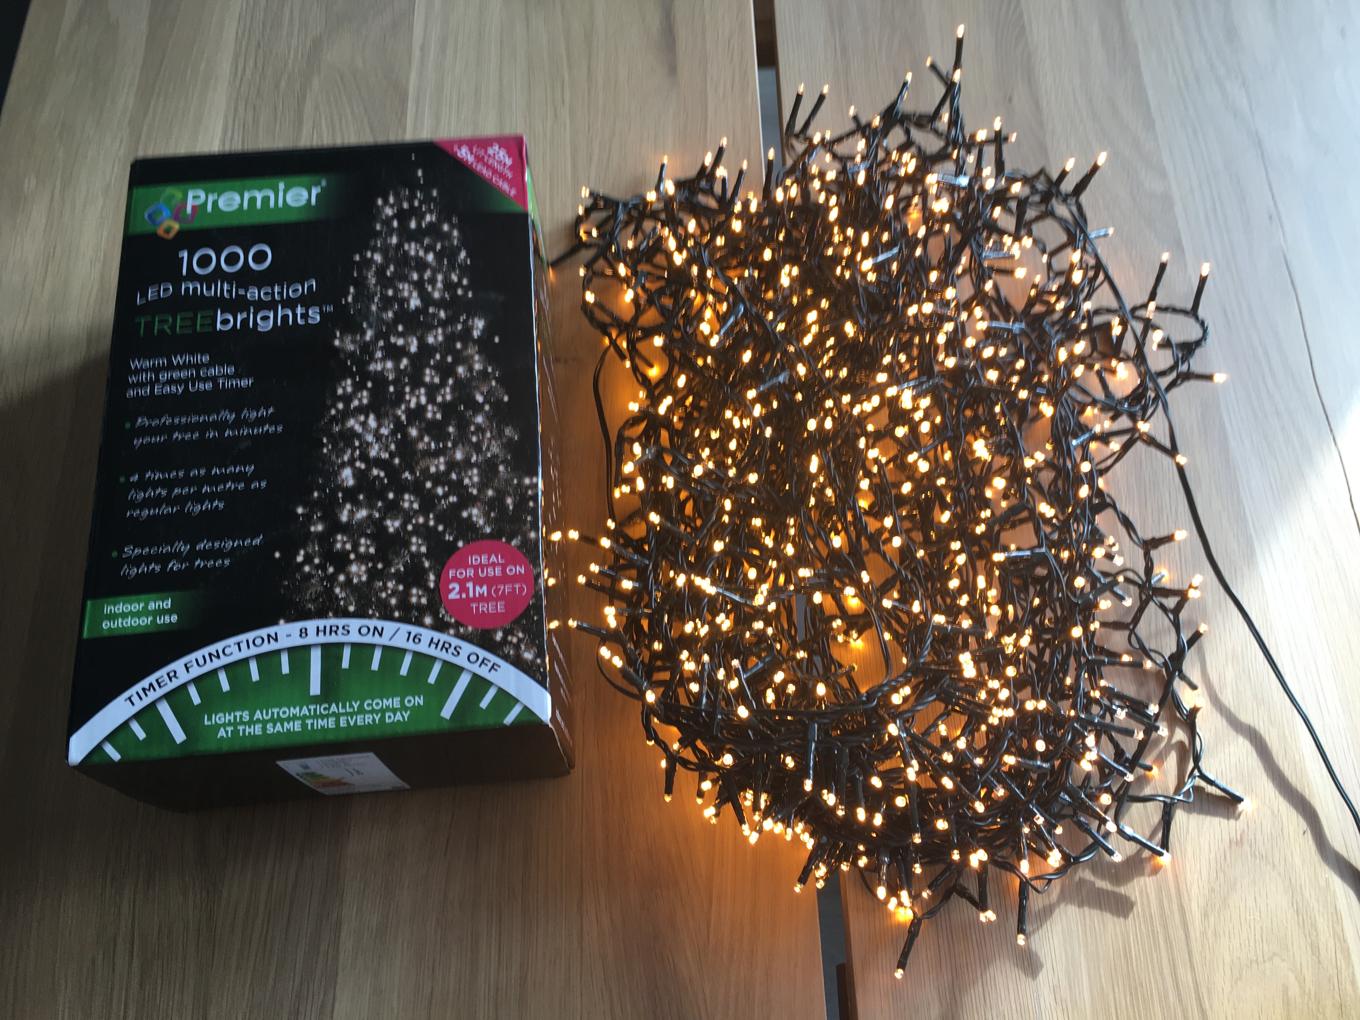 Premier
1000
LED multi-action
TREEbrights™
Warm White
with green cable
and Easy Use Timer
• Professionally light
your tree in minutes
• 4 times as many
lights per metre as
regular lights
• Specially designed
lights for trees
indoor and
outdoor use
IDEAL
FOR USE ON
2.1M (7FT)
TREE
TIMER FUNCTION - 8 HRS ON / 16 HRS OFF
LIGHTS AUTOMATICALLY COME ON
AT THE SAME TIME EVERY DAY